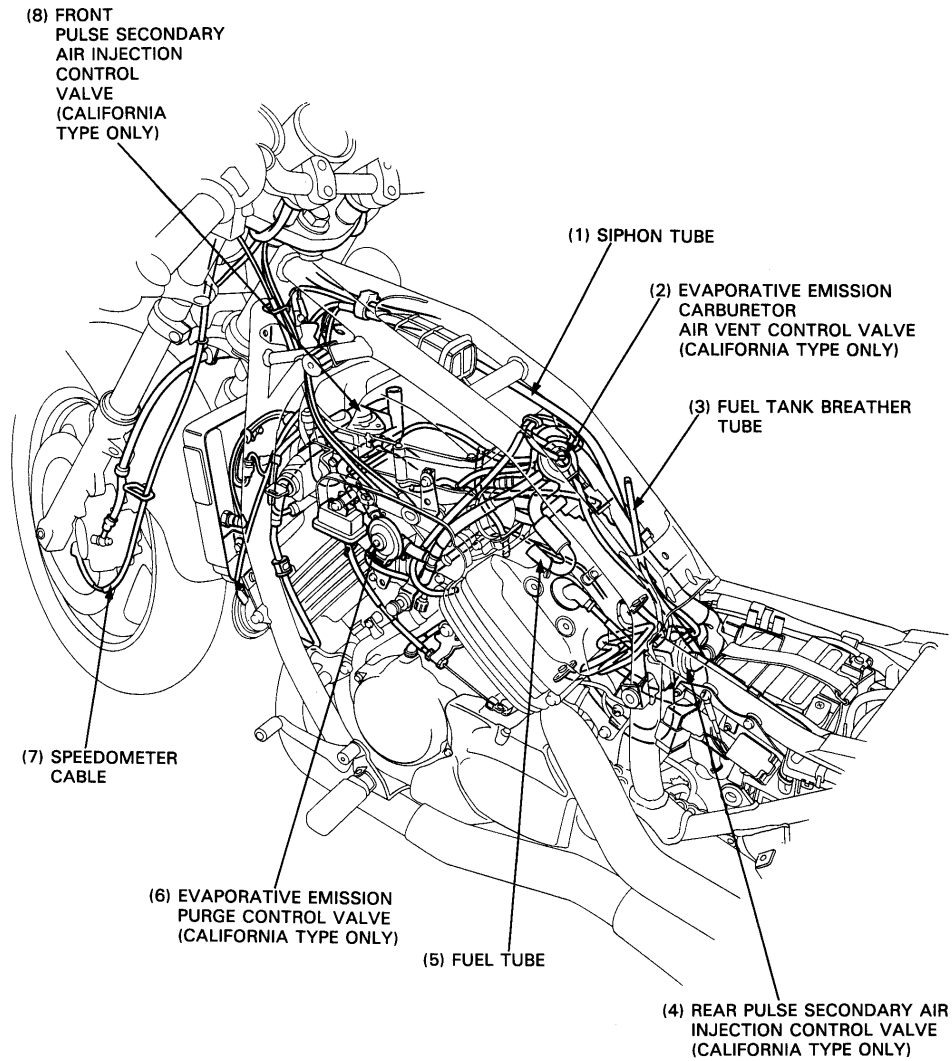 (8) FRONT
PULSE SECONDARY
AIR INJECTION
CONTROL
VALVE
(CALIFORNIA
TYPE ONLY)
(1) SIPHON TUBE
(2) EVAPORATIVE EMISSION
CARBURETOR
AIR VENT CONTROL VALVE
(CALIFORNIA TYPE ONLY)
(3) FUEL TANK BREATHER
TUBE
(7) SPEEDOMETER
CABLE
(6) EVAPORATIVE EMISSION
PURGE CONTROL VALVE
(CALIFORNIA TYPE ONLY)
(5) FUEL TUBE
(4) REAR PULSE SECONDARY AIR
INJECTION CONTROL VALVE
(CALIFORNIA TYPE ONLY)